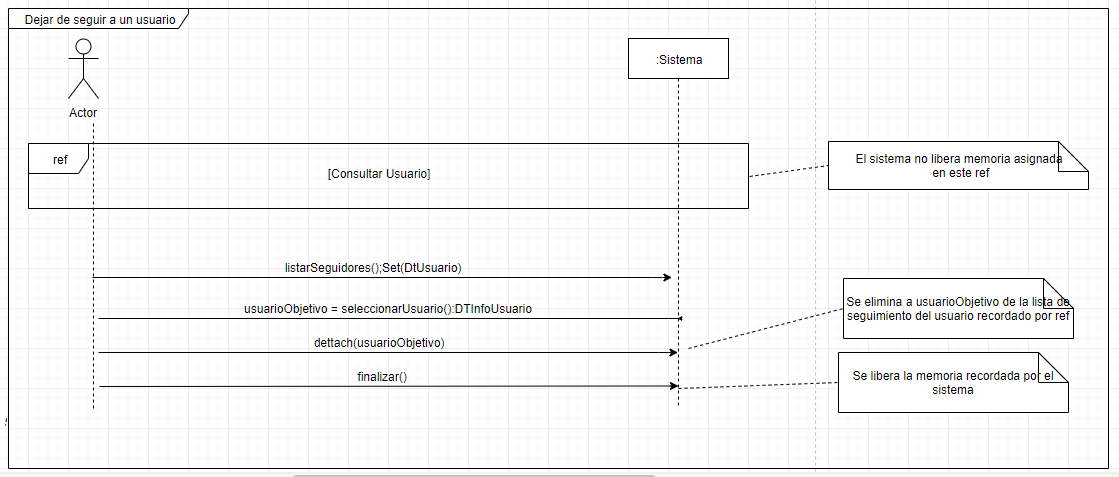 Dejar de seguir a un usuario
:Sistema
Actor
ref
[Consultar Usuario]
El sistema no libera memoria asignada
en este ref
listarSeguidores();Set(DtUsuario)
usuarioObjetivo = seleccionarUsuario():DTInfoUsuario
Se elimina a usuarioObjetivo de la lista de
seguimiento del usuario recordado por ref
dettach(usuarioObjetivo)
finalizar()
Se libera la memoria recordada por el
sistema